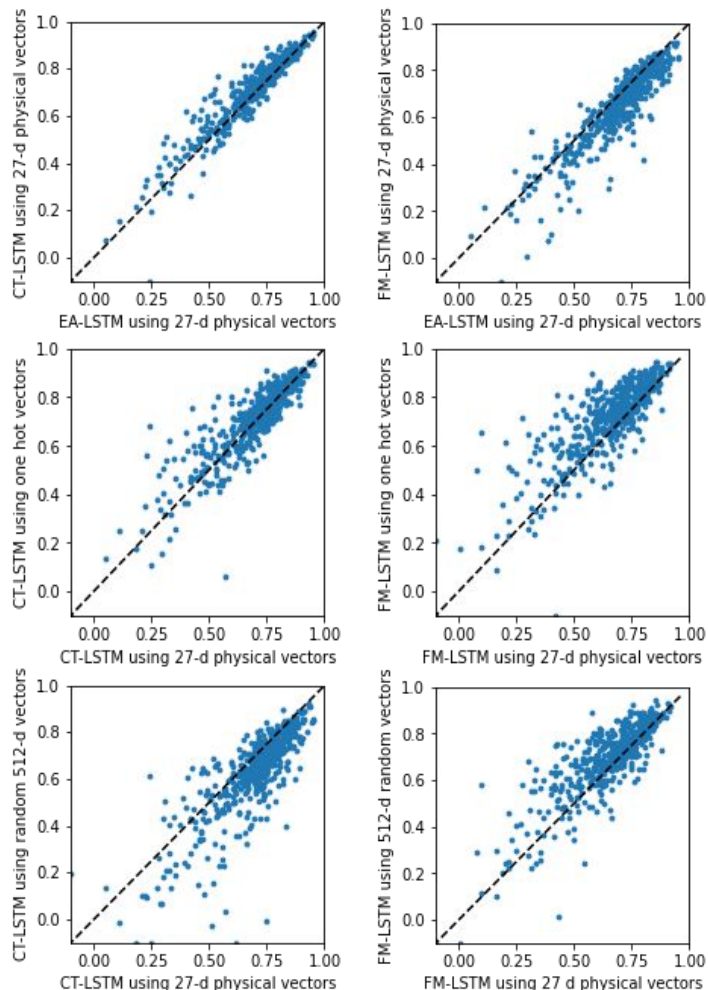 CT-LSTM using 27-d physical vectors
1.0
0.8
0.6
0.4
0.2
0.0
0.00 0.25 0.50 0.75 1.00
EA-LSTM using 27-d physical vectors
FM-LSTM using 27-d physical vectors
1.0
0.8
0.6
0.4
0.2
0.0
0.00 0.25 0.50 0.75 1.00
EA-LSTM using 27-d physical vectors
CT-LSTM using one hot vectors
1.0
0.8
0.6
0.4
0.2
0.0
0.00 0.25 0.50 0.75 1.00
CT-LSTM using 27-d physical vectors
FM-LSTM using one hot vectors
1.0
0.8
0.6
0.4
0.2
0.0
0.00 0.25 0.50 0.75 1.00
FM-LSTM using 27-d physical vectors
CT-LSTM using random 512-d vectors
1.0
0.8
0.6
0.4
0.2
0.0
0.00 0.25 0.50 0.75 1.00
CT-LSTM using 27-d physical vectors
FM-LSTM using 512-d random vectors
1.0
0.8
0.6
0.4
0.2
0.0
0.00 0.25 0.50 0.75 1.00
FM-LSTM using 27 d physical vectors